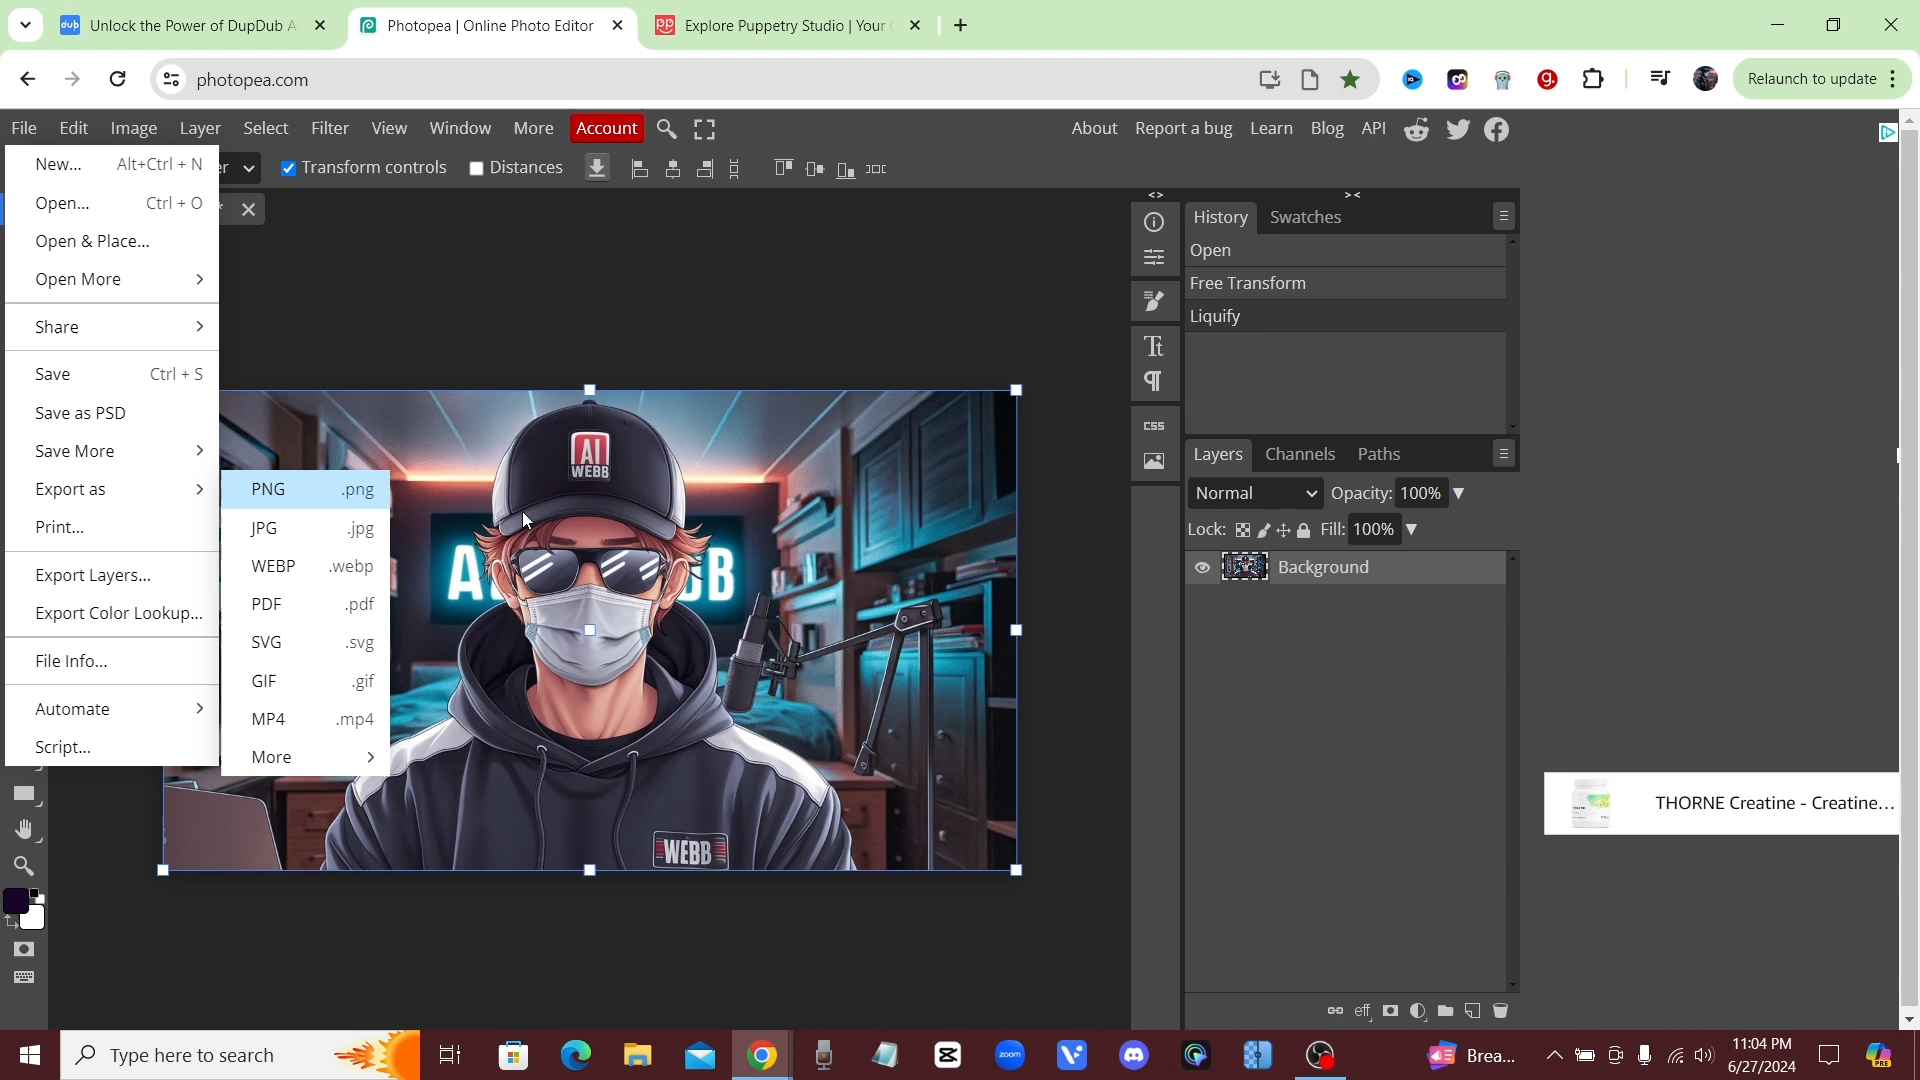 Unlock the Power of DupDub A
Photopea | Online Photo Editor
Explore Puppetry Studio | Your
photopea.com
Relaunch to update
File Edit Image Layer Select Filter View Window More Account
About Report a bug Learn Blog API
Transform controls
Distances
New... Alt+Ctrl + N
Open... Ctrl + O
Open & Place...
Open More
Share
Save Ctrl + S
Save as PSD
Save More
Export as
Print...
Export Layers...
Export Color Lookup...
File Info...
Automate
Script...
PNG .png
JPG .jpg
WEBP .webp
PDF .pdf
SVG .svg
GIF .gif
MP4 .mp4
More
AI
WEBB
WEBB
History Swatches
Open
Free Transform
Liquify
CSS
Layers Channels Paths
Normal Opacity: 100%
Lock: Fill: 100%
Background
eff
THORNE Creatine - Creatine...
Type here to search
zoom
Brea...
11:04 PM
6/27/2024
PRE